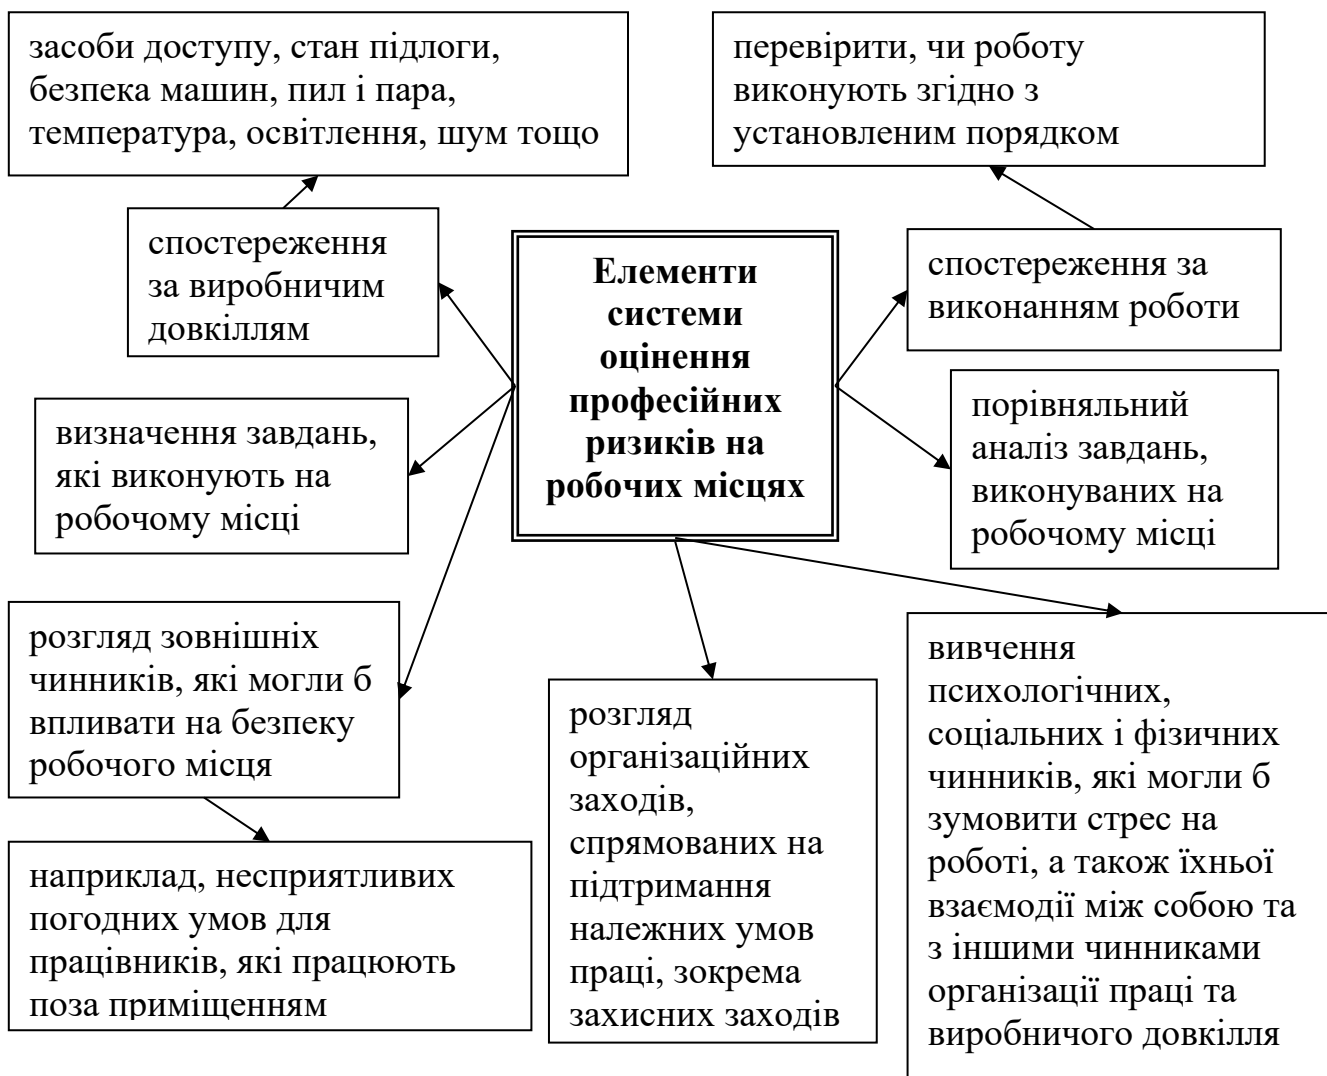 засоби доступу, стан підлоги,
безпека машин, пил і пара,
температура, освітлення, шум тощо
перевірити, чи роботу
виконують згідно з
установленим порядком
спостереження
за виробничим
довкіллям
Елементи
системи
оцінення
професійних
ризиків на
робочих місцях
спостереження за
виконанням роботи
визначення завдань,
які виконують на
робочому місці
порівняльний
аналіз завдань,
виконуваних на
робочому місці
розгляд зовнішніх
чинників, які могли б
впливати на безпеку
робочого місця
наприклад, несприятливих
погодних умов для
працівників, які працюють
поза приміщенням
розгляд
організаційних
заходів,
спрямованих на
підтримання
належних умов
праці, зокрема
захисних заходів
вивчення
психологічних,
соціальних і фізичних
чинників, які могли б
зумовити стрес на
роботі, а також їхньої
взаємодії між собою та
з іншими чинниками
організації праці та
виробничого довкілля